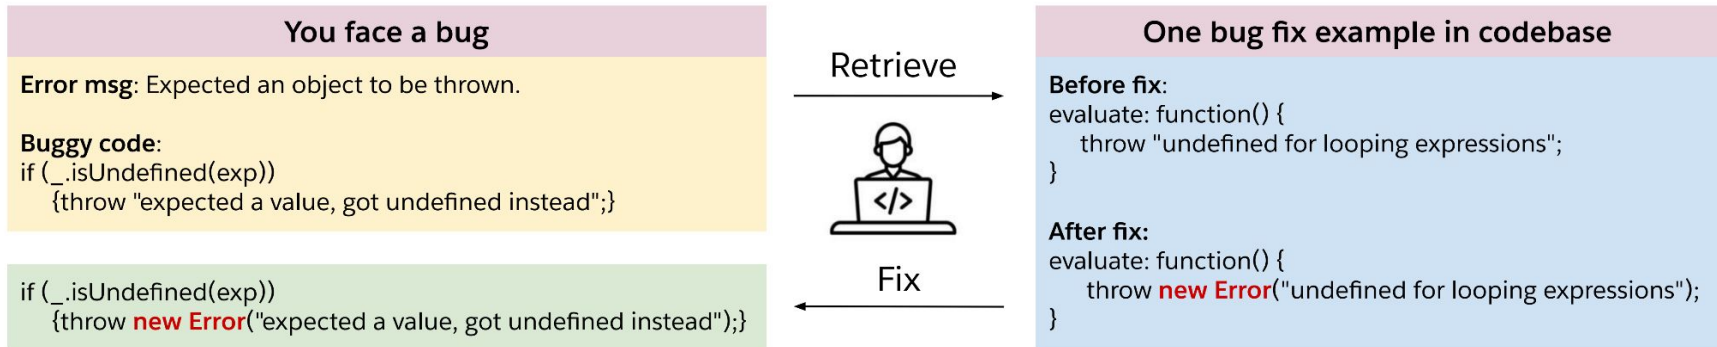 You face a bug
Error msg: Expected an object to be thrown.
Buggy code:
if (_.isUndefined(exp))
{throw "expected a value, got undefined instead";}
if (_.isUndefined(exp))
{throw new Error("expected a value, got undefined instead");}
Retrieve
</>
Fix
One bug fix example in codebase
Before fix:
evaluate: function() {
throw "undefined for looping expressions";
}
After fix:
evaluate: function() {
throw new Error("undefined for looping expressions");
}